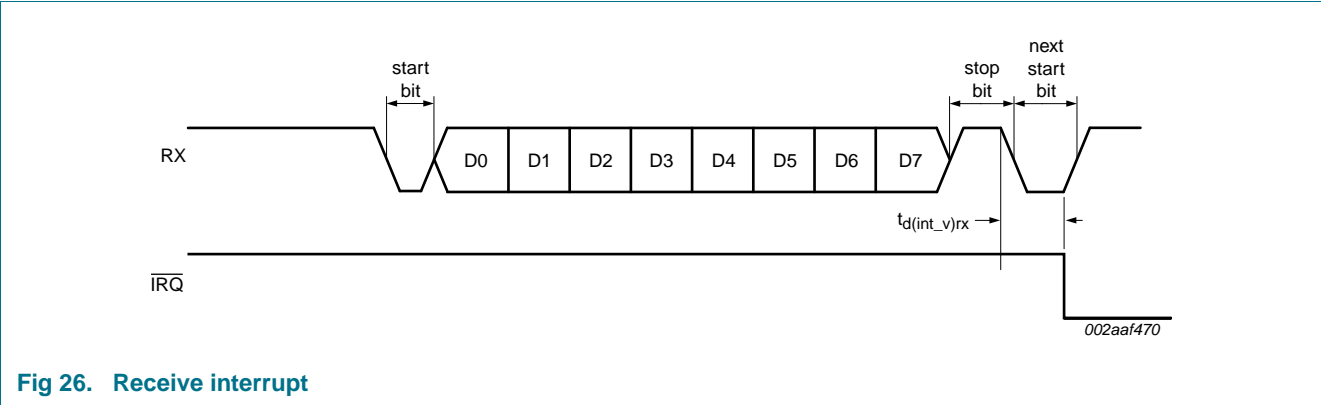 start
bit
stop
bit
next
start
bit
RX
D0 D1 D2 D3 D4 D5 D6 D7
td(int_v)rx
IRQ
002aaf470
Fig 26. Receive interrupt